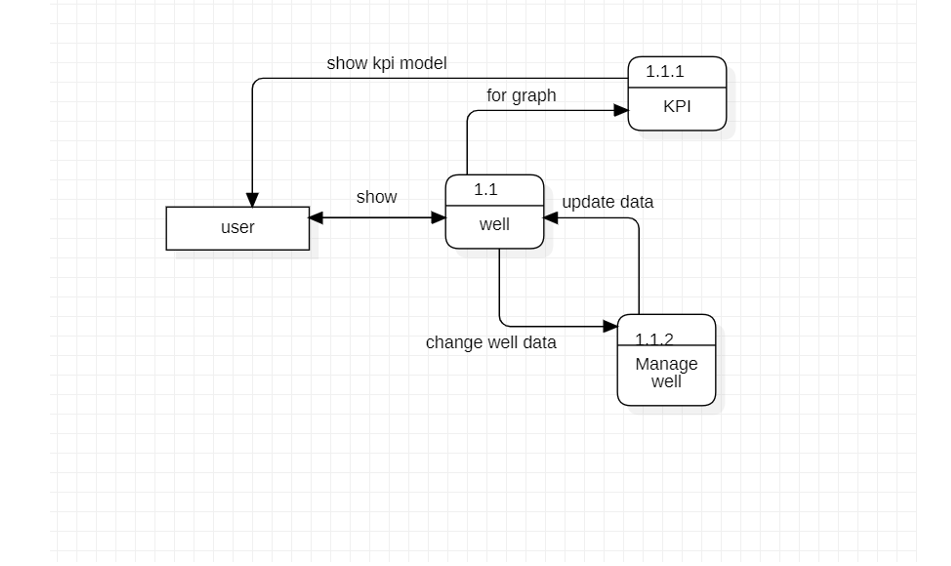 show kpi model
1.1.1
for graph
KPI
1.1
show
update data
user
well
1.1.2
change well data
Manage
well